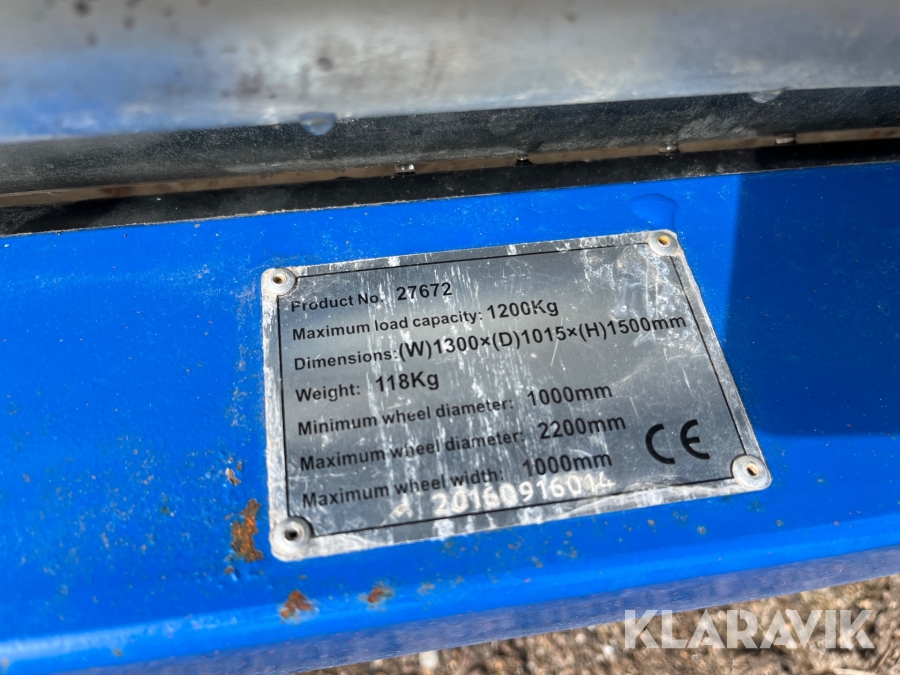 Product No: 27672
Maximum load capacity: 1200Kg
Dimensions: (W)1300×(D)1015×(H)1500mm
Weight: 118Kg
Minimum wheel diameter: 1000mm
Maximum wheel diameter: 2200mm
Maximum wheel width: 1000mm
CE
20160916014
KLARAVIK